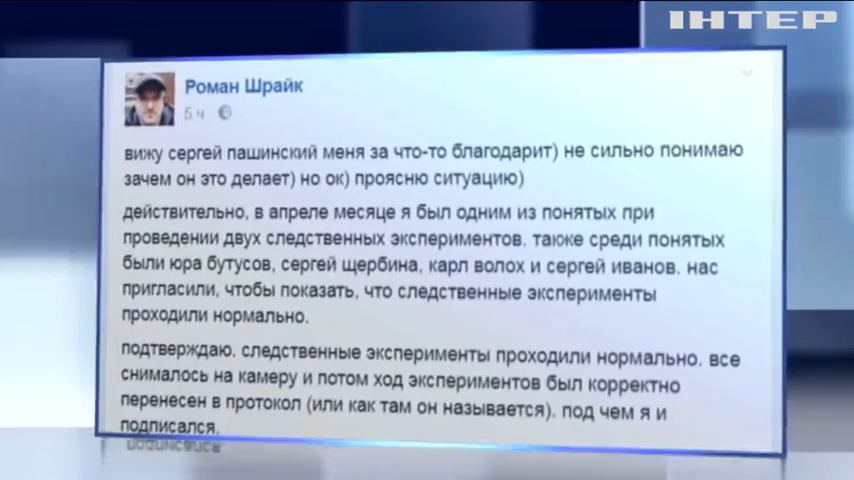 ІНТЕР
Роман Шрайк
5 ч
вижу сергей пашинский меня за что-то благодарит) не сильно понимаю
зачем он это делает) но ок) проясню ситуацию)
действительно, в апреле месяце я был одним из понятых при
проведении двух следственных экспериментов. также среди понятых
были юра бутусов, сергей щербина, карл волох и сергей иванов. нас
пригласили, чтобы показать, что следственные эксперименты
проходили нормально.
подтверждаю. следственные эксперименты проходили нормально. все
снималось на камеру и потом ход экспериментов был корректно
перенесен в протокол (или как там он называется). под чем я и
подписался.